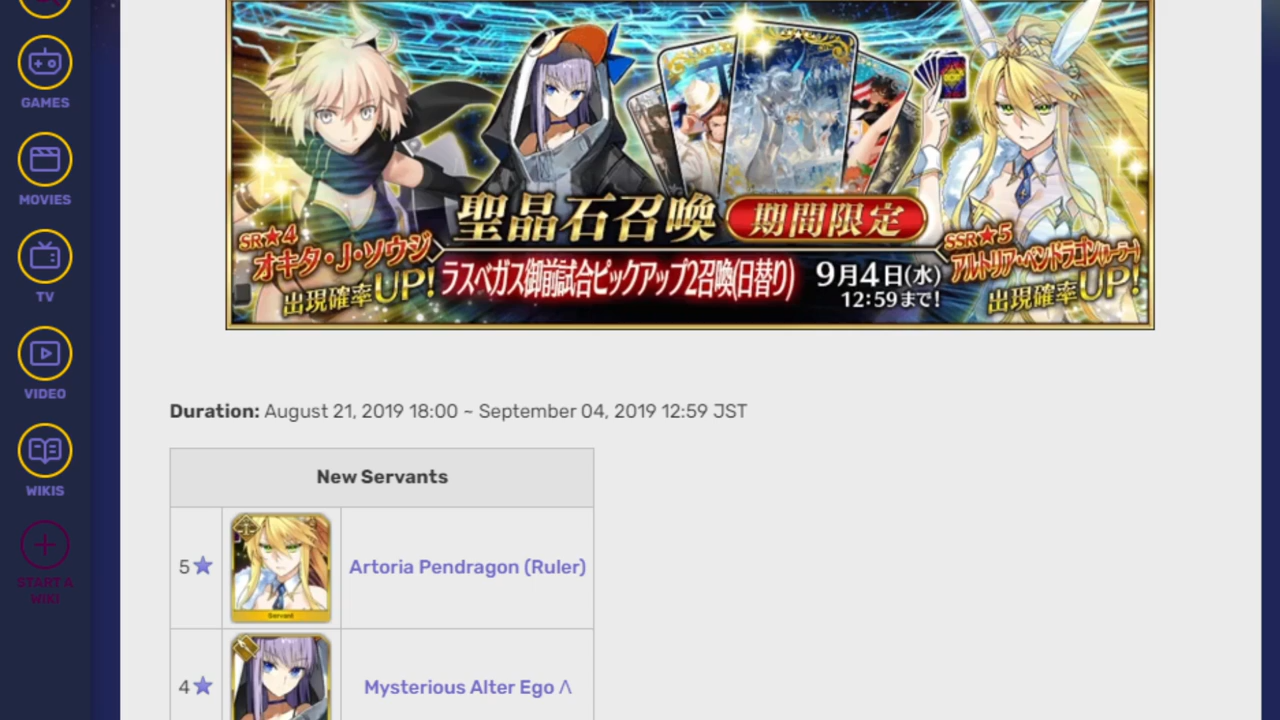 GAMES
MOVIES
TV
VIDEO
WIKIS
START A
WIKI
聖晶石召喚 期間限定
SR★4
オキタ・J・ソウジ
出現確率UP!
ラスベガス御前試合ピックアップ2召喚(日替り)
9月4日(水)
12:59まで!
SSR★5
アルトリア・ペンドラゴン(ルーラー)
出現確率UP!
Duration: August 21, 2019 18:00 ~ September 04, 2019 12:59 JST
New Servants
5★ Servant Artoria Pendragon (Ruler)
4★ Mysterious Alter Ego Λ